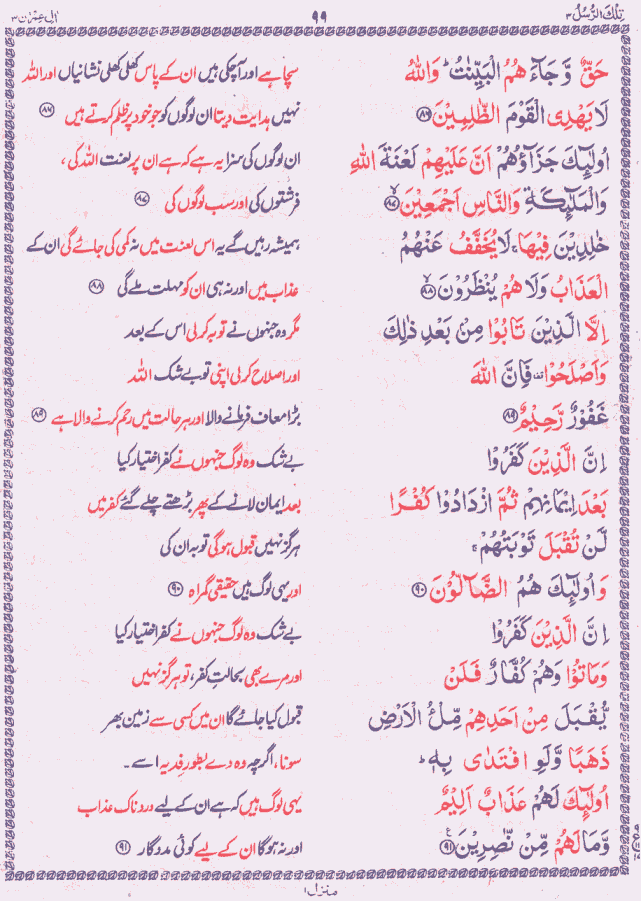 تِلْكَ الرُّسُلُ ٣
٩٩
اٰلِ عِمْرٰن ٣
حَقٌّ وَّجَآءَهُمُ الْبَيِّنٰتُ ؕ وَاللّٰهُ
سچا ہے اور آچکی ہیں ان کے پاس کھلی کھلی نشانیاں اور اللہ
لَا يَهْدِى الْقَوْمَ الظّٰلِمِيْنَ ﴿۸۶﴾
نہیں ہدایت دیتا ان لوگوں کو جو خود پر ظلم کرتے ہیں ﴿۸۶﴾
اُولٰٓئِكَ جَزَآؤُهُمْ اَنَّ عَلَيْهِمْ لَعْنَةَ اللّٰهِ
ان لوگوں کی سزا یہ ہے کہ ہے ان پر لعنت اللہ کی ،
وَالْمَلٰٓئِكَةِ وَالنَّاسِ اَجْمَعِيْنَ ﴿۸۷﴾
فرشتوں کی اور سب لوگوں کی ﴿۸۷﴾
خٰلِدِيْنَ فِيْهَا ۚ لَا يُخَفَّفُ عَنْهُمُ
ہمیشہ رہیں گے یہ اس لعنت میں نہ کمی کی جائے گی ان کے
الْعَذَابُ وَلَا هُمْ يُنْظَرُوْنَ ﴿۸۸﴾
عذاب میں اور نہ ہی ان کو مہلت ملے گی ﴿۸۸﴾
اِلَّا الَّذِيْنَ تَابُوْا مِنْۢ بَعْدِ ذٰلِكَ
مگر وہ جنہوں نے توبہ کرلی اس کے بعد
وَاَصْلَحُوْا ۟ فَاِنَّ اللّٰهَ
اور اصلاح کرلی اپنی تو بے شک اللہ
غَفُوْرٌ رَّحِيْمٌ ﴿۸۹﴾
بڑا معاف فرمانے والا اور ہر حالت میں رحم کرنے والا ہے ﴿۸۹﴾
اِنَّ الَّذِيْنَ كَفَرُوْا
بے شک وہ لوگ جنہوں نے کفر اختیار کیا
بَعْدَ اِيْمَانِهِمْ ثُمَّ ازْدَادُوْا كُفْرًا
بعد ایمان لانے کے پھر بڑھتے چلے گئے کفر میں
لَّنْ تُقْبَلَ تَوْبَتُهُمْ ۚ
ہرگز نہیں قبول ہوگی توبہ ان کی
وَاُولٰٓئِكَ هُمُ الضَّآلُّوْنَ ﴿۹۰﴾
اور یہی لوگ ہیں حقیقی گمراہ ﴿۹۰﴾
اِنَّ الَّذِيْنَ كَفَرُوْا
بے شک وہ لوگ جنہوں نے کفر اختیار کیا
وَمَاتُوْا وَهُمْ كُفَّارٌ فَلَنْ
اور مرے بھی بحالتِ کفر، تو ہرگز نہیں
يُّقْبَلَ مِنْ اَحَدِهِمْ مِّلْءُ الْاَرْضِ
قبول کیا جائے گا ان میں کسی سے زمین بھر
ذَهَبًا وَّلَوِ افْتَدٰى بِهٖ ؕ
سونا، اگرچہ وہ دے بطور فدیہ اسے۔
اُولٰٓئِكَ لَهُمْ عَذَابٌ اَلِيْمٌ
یہی لوگ ہیں کہ ہے ان کے لیے دردناک عذاب
وَّمَا لَهُمْ مِّنْ نّٰصِرِيْنَ ﴿۹۱﴾
اور نہ ہوگا ان کے لیے کوئی مددگار ﴿۹۱﴾
منزل ۱